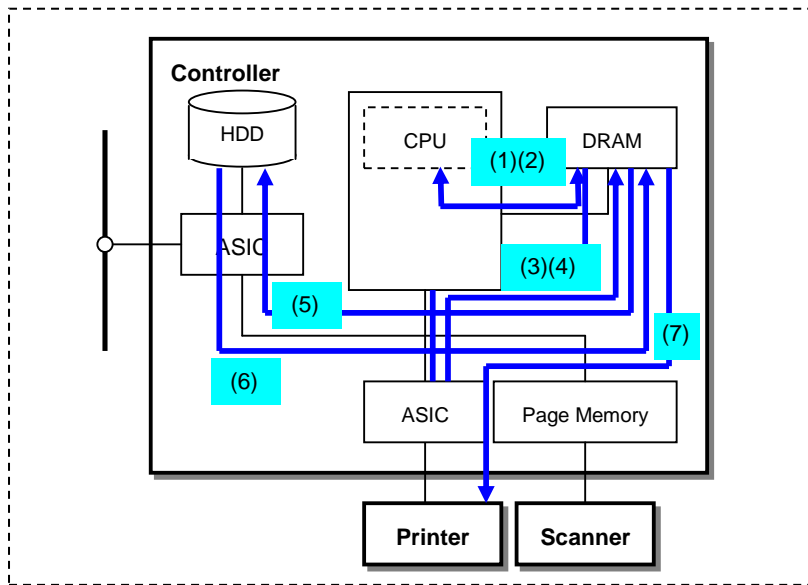 Controller
HDD
CPU
DRAM
(1)(2)
ASIC
(3)(4)
(5)
(7)
(6)
ASIC
Page Memory
Printer
Scanner